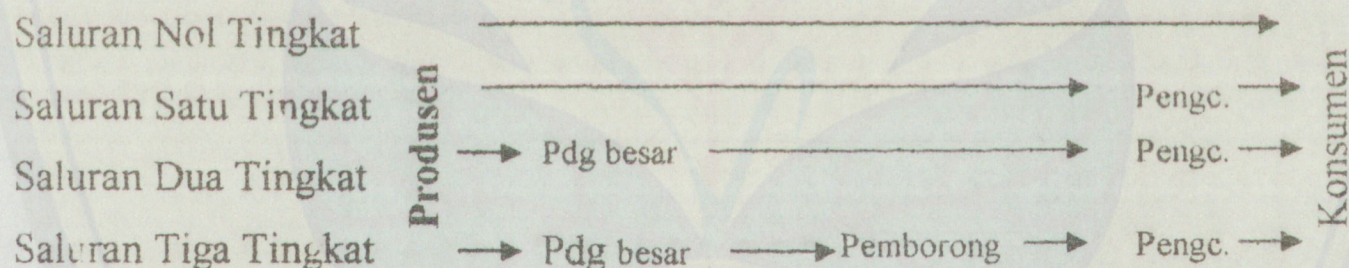 Saluran Nol Tingkat
Produsen
Konsumen
Saluran Satu Tingkat Pengc.
Saluran Dua Tingkat Pdg besar Pengc.
Saluran Tiga Tingkat Pdg besar Pemborong Pengc.